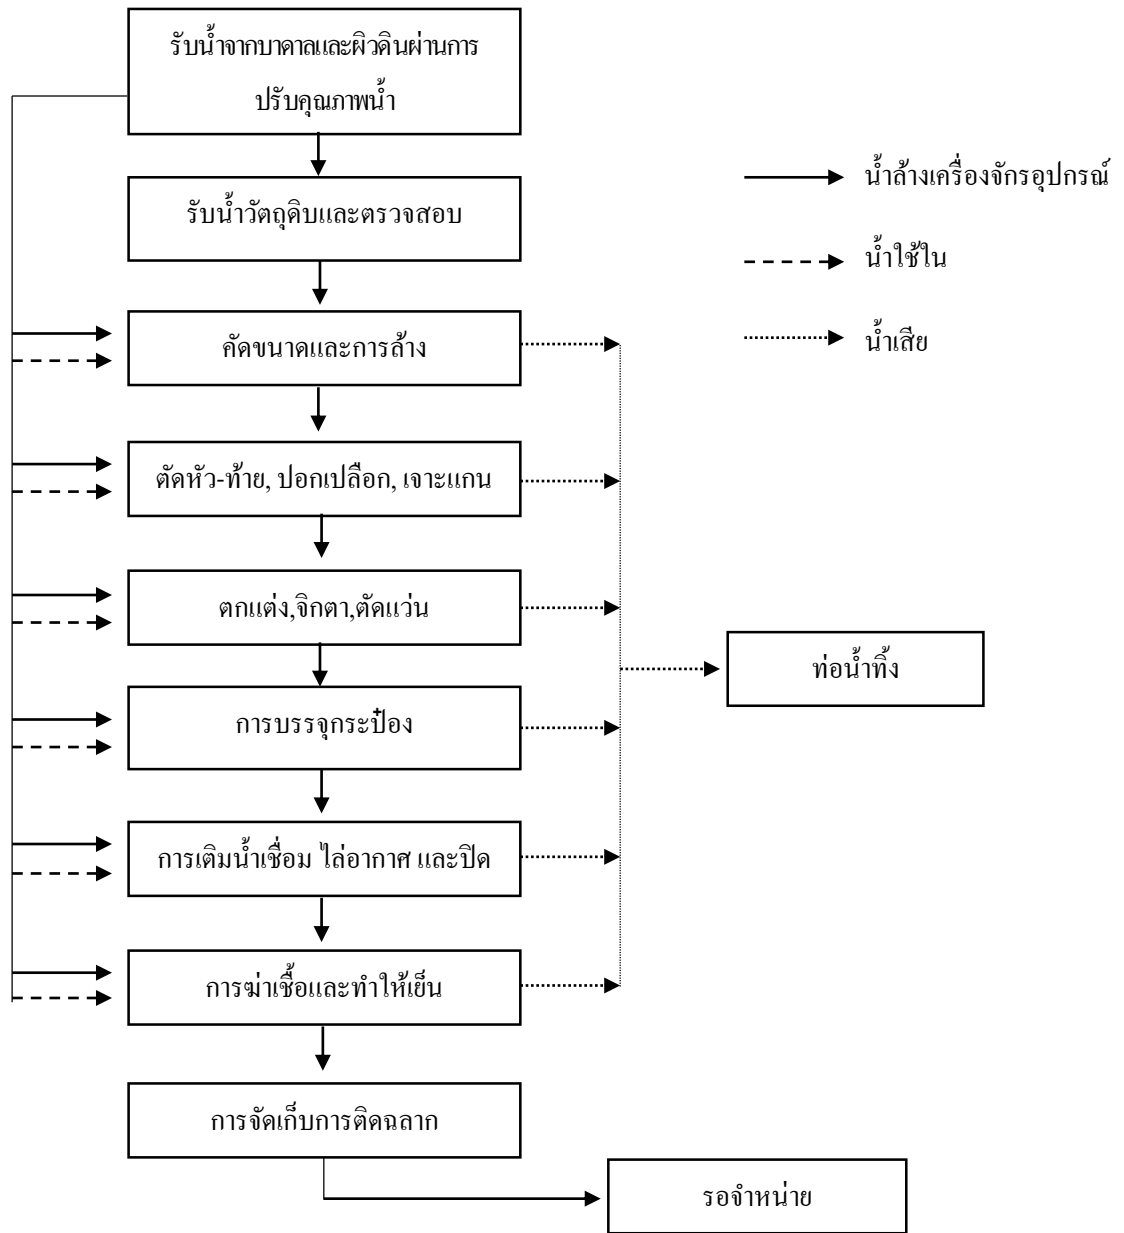 รับน้ำจากบาดาลและผิวดินผ่านการ
ปรับคุณภาพน้ำ
รับน้ำวัตถุดิบและตรวจสอบ
คัดขนาดและการล้าง
ตัดหัว-ท้าย, ปอกเปลือก, เจาะแกน
ตกแต่ง,จิกตา,ตัดแว่น
การบรรจุกระป๋อง
การเติมน้ำเชื่อม ไล่อากาศ และปิด
การฆ่าเชื้อและทำให้เย็น
การจัดเก็บการติดฉลาก
รอจำหน่าย
ท่อน้ำทิ้ง
น้ำล้างเครื่องจักรอุปกรณ์
น้ำใช้ใน
น้ำเสีย